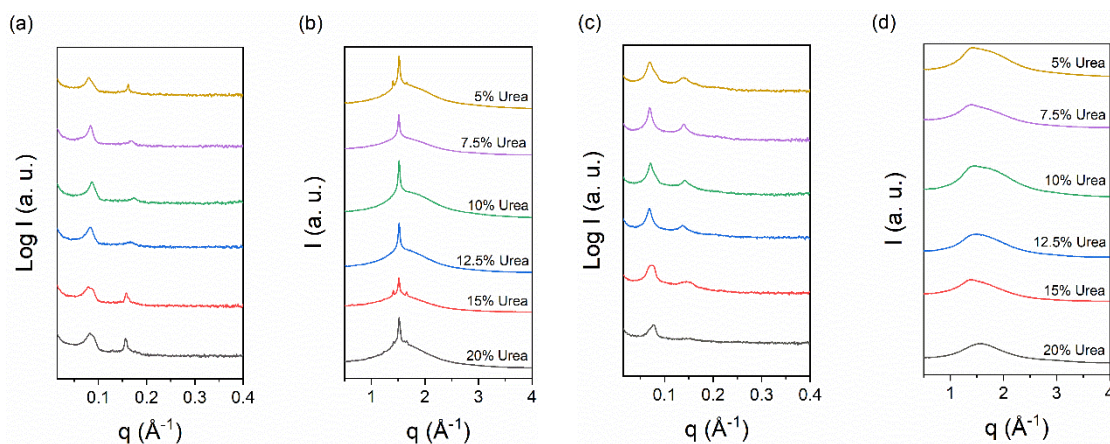 (a)
Log I (a. u.)
0.1 0.2 0.3 0.4
q (Å⁻¹)
(b)
I (a. u.)
5% Urea
7.5% Urea
10% Urea
12.5% Urea
15% Urea
20% Urea
1 2 3 4
q (Å⁻¹)
(c)
Log I (a. u.)
0.1 0.2 0.3 0.4
q (Å⁻¹)
(d)
I (a. u.)
5% Urea
7.5% Urea
10% Urea
12.5% Urea
15% Urea
20% Urea
1 2 3 4
q (Å⁻¹)